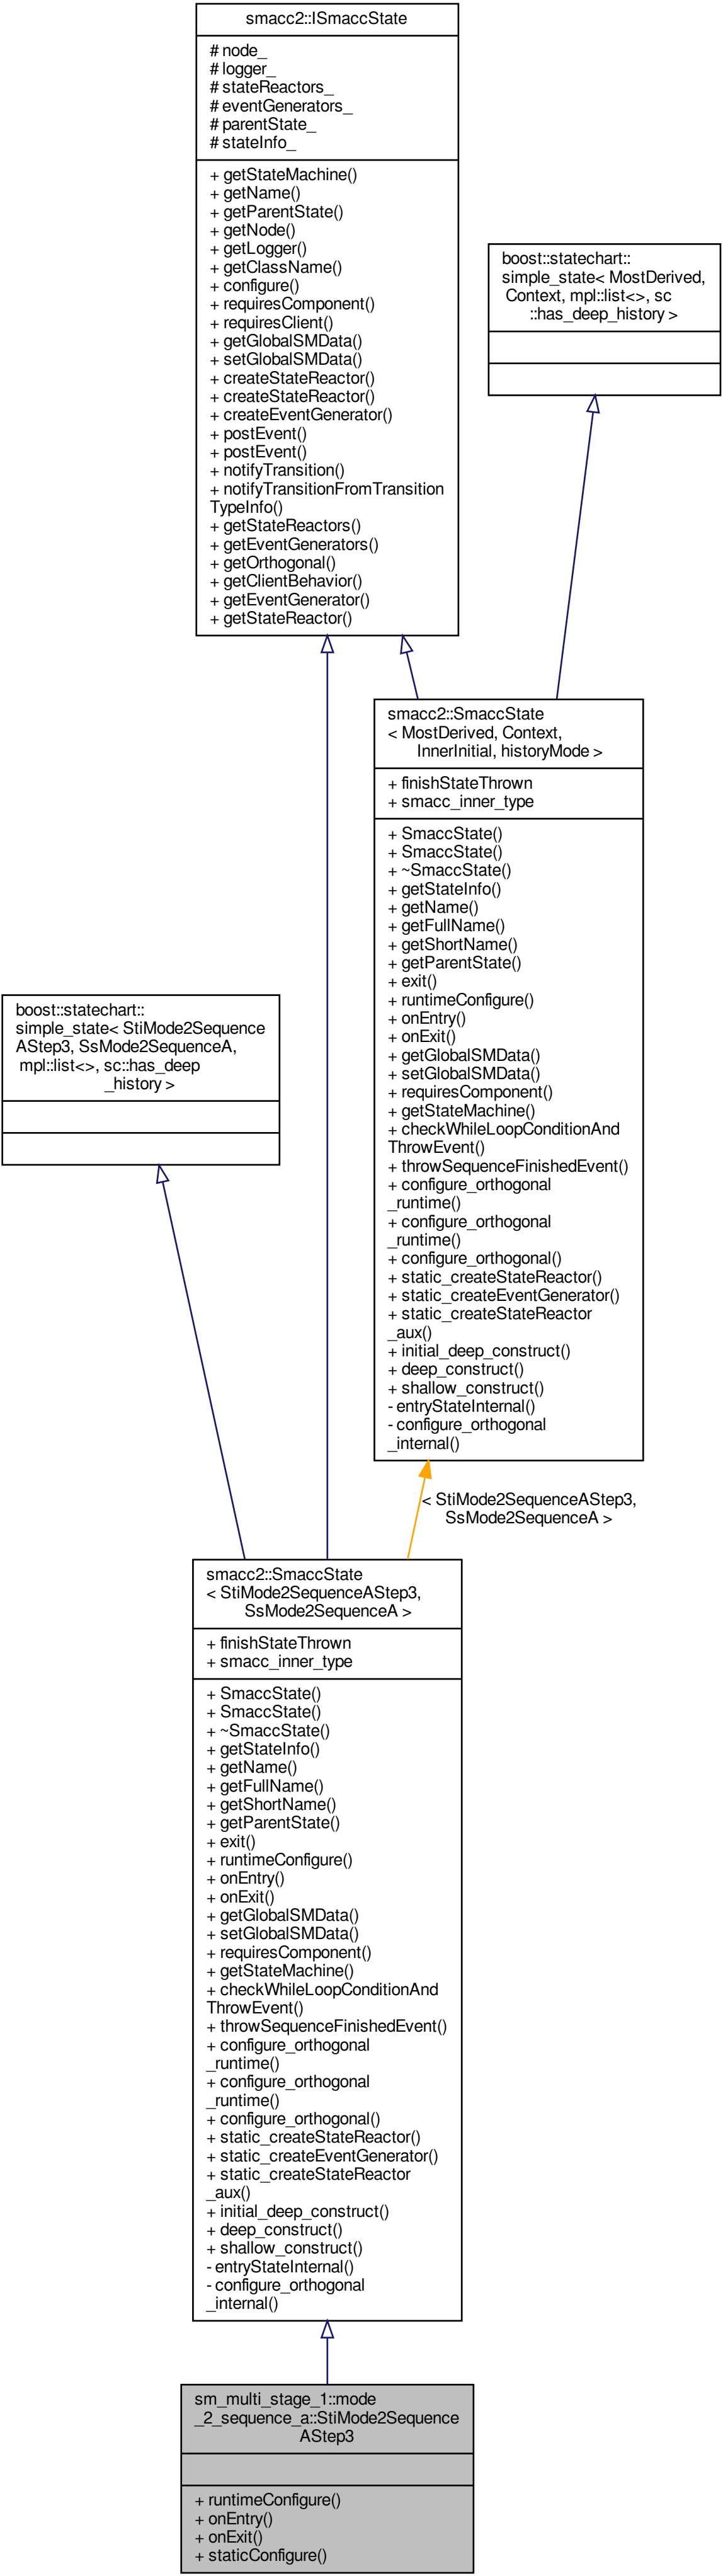 smacc2::ISmaccState
# node_
# logger_
# stateReactors_
# eventGenerators_
# parentState_
# stateInfo_
+ getStateMachine()
+ getName()
+ getParentState()
+ getNode()
+ getLogger()
+ getClassName()
+ configure()
+ requiresComponent()
+ requiresClient()
+ getGlobalSMData()
+ setGlobalSMData()
+ createStateReactor()
+ createStateReactor()
+ createEventGenerator()
+ postEvent()
+ postEvent()
+ notifyTransition()
+ notifyTransitionFromTransition
TypeInfo()
+ getStateReactors()
+ getEventGenerators()
+ getOrthogonal()
+ getClientBehavior()
+ getEventGenerator()
+ getStateReactor()
boost::statechart::
simple_state< MostDerived,
Context, mpl::list<>, sc
::has_deep_history >
smacc2::SmaccState
< MostDerived, Context,
InnerInitial, historyMode >
+ finishStateThrown
+ smacc_inner_type
+ SmaccState()
+ SmaccState()
+ ~SmaccState()
+ getStateInfo()
+ getName()
+ getFullName()
+ getShortName()
+ getParentState()
+ exit()
+ runtimeConfigure()
+ onEntry()
+ onExit()
+ getGlobalSMData()
+ setGlobalSMData()
+ requiresComponent()
+ getStateMachine()
+ checkWhileLoopConditionAnd
ThrowEvent()
+ throwSequenceFinishedEvent()
+ configure_orthogonal
_runtime()
+ configure_orthogonal
_runtime()
+ configure_orthogonal()
+ static_createStateReactor()
+ static_createEventGenerator()
+ static_createStateReactor
_aux()
+ initial_deep_construct()
+ deep_construct()
+ shallow_construct()
- entryStateInternal()
- configure_orthogonal
_internal()
boost::statechart::
simple_state< StiMode2Sequence
AStep3, SsMode2SequenceA,
mpl::list<>, sc::has_deep
_history >
< StiMode2SequenceAStep3,
SsMode2SequenceA >
smacc2::SmaccState
< StiMode2SequenceAStep3,
SsMode2SequenceA >
+ finishStateThrown
+ smacc_inner_type
+ SmaccState()
+ SmaccState()
+ ~SmaccState()
+ getStateInfo()
+ getName()
+ getFullName()
+ getShortName()
+ getParentState()
+ exit()
+ runtimeConfigure()
+ onEntry()
+ onExit()
+ getGlobalSMData()
+ setGlobalSMData()
+ requiresComponent()
+ getStateMachine()
+ checkWhileLoopConditionAnd
ThrowEvent()
+ throwSequenceFinishedEvent()
+ configure_orthogonal
_runtime()
+ configure_orthogonal
_runtime()
+ configure_orthogonal()
+ static_createStateReactor()
+ static_createEventGenerator()
+ static_createStateReactor
_aux()
+ initial_deep_construct()
+ deep_construct()
+ shallow_construct()
- entryStateInternal()
- configure_orthogonal
_internal()
sm_multi_stage_1::mode
_2_sequence_a::StiMode2Sequence
AStep3
+ runtimeConfigure()
+ onEntry()
+ onExit()
+ staticConfigure()